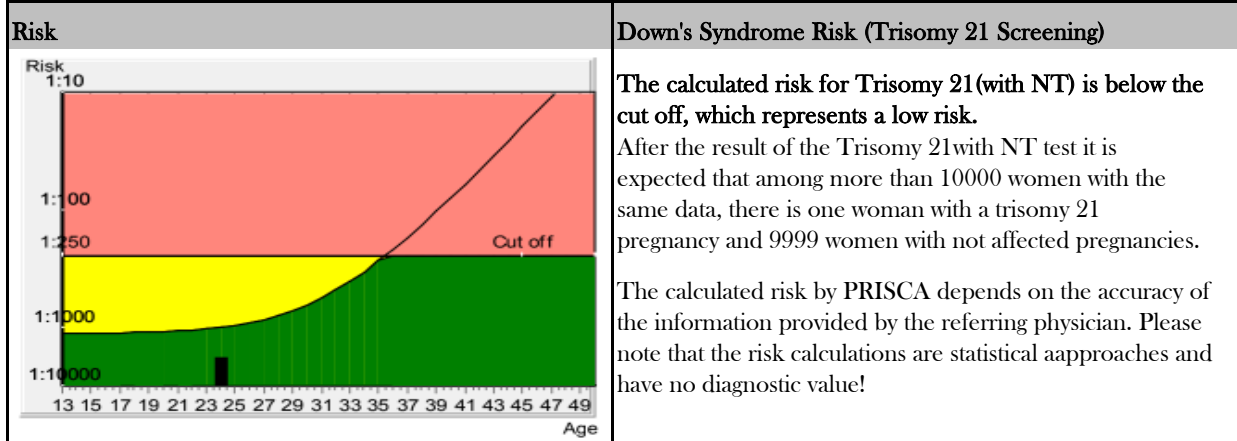 Risk
Down's Syndrome Risk (Trisomy 21 Screening)
Risk
1:10
1:100
1:250
Cut off
1:1000
1:10000
13 15 17 19 21 23 25 27 29 31 33 35 37 39 41 43 45 47 49
Age
The calculated risk for Trisomy 21(with NT) is below the
cut off, which represents a low risk.
After the result of the Trisomy 21with NT test it is
expected that among more than 10000 women with the
same data, there is one woman with a trisomy 21
pregnancy and 9999 women with not affected pregnancies.
The calculated risk by PRISCA depends on the accuracy of
the information provided by the referring physician. Please
note that the risk calculations are statistical aapproaches and
have no diagnostic value!